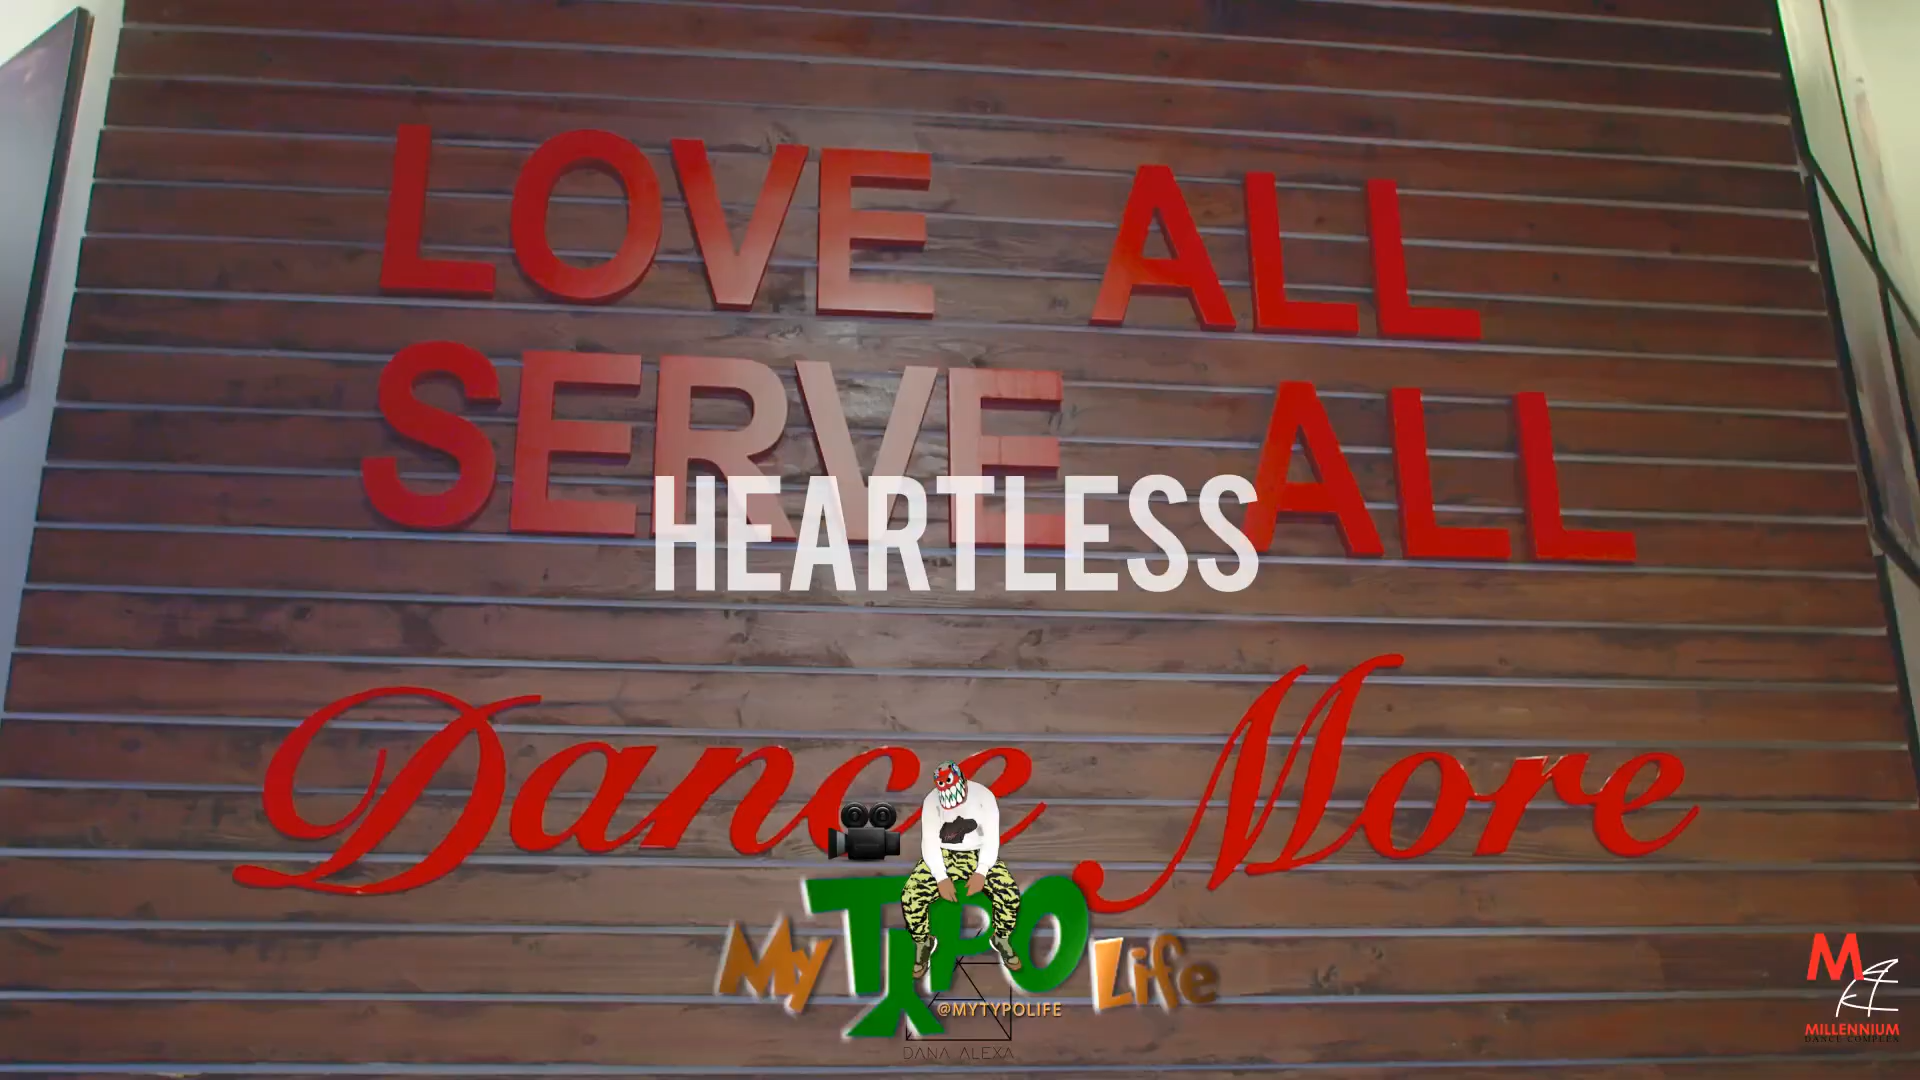 LOVE ALL
SERVE ALL
HEARTLESS
Dance More
My TYPO Life
@MYTYPOLIFE
DANA ALEXA
M
MILLENNIUM
DANCE COMPLEX